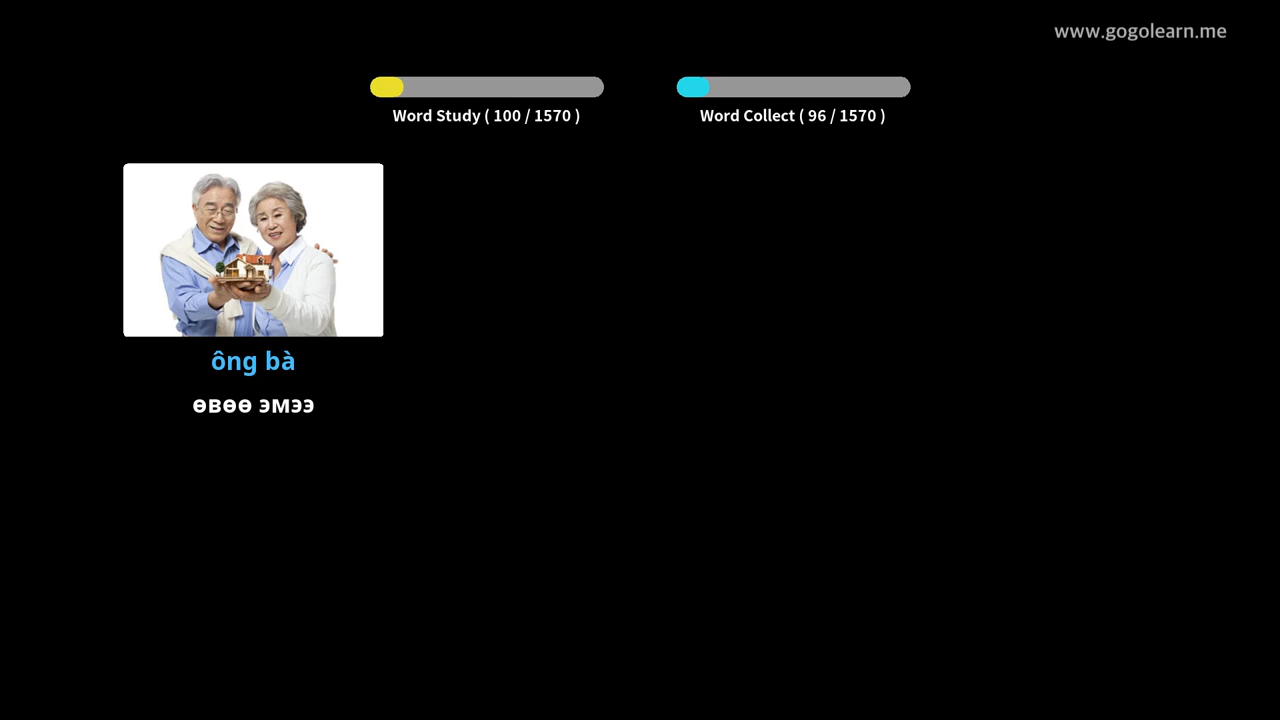 www.gogolearn.me
Word Study ( 100 / 1570 )
Word Collect ( 96 / 1570 )
ông bà
өвөө эмээ